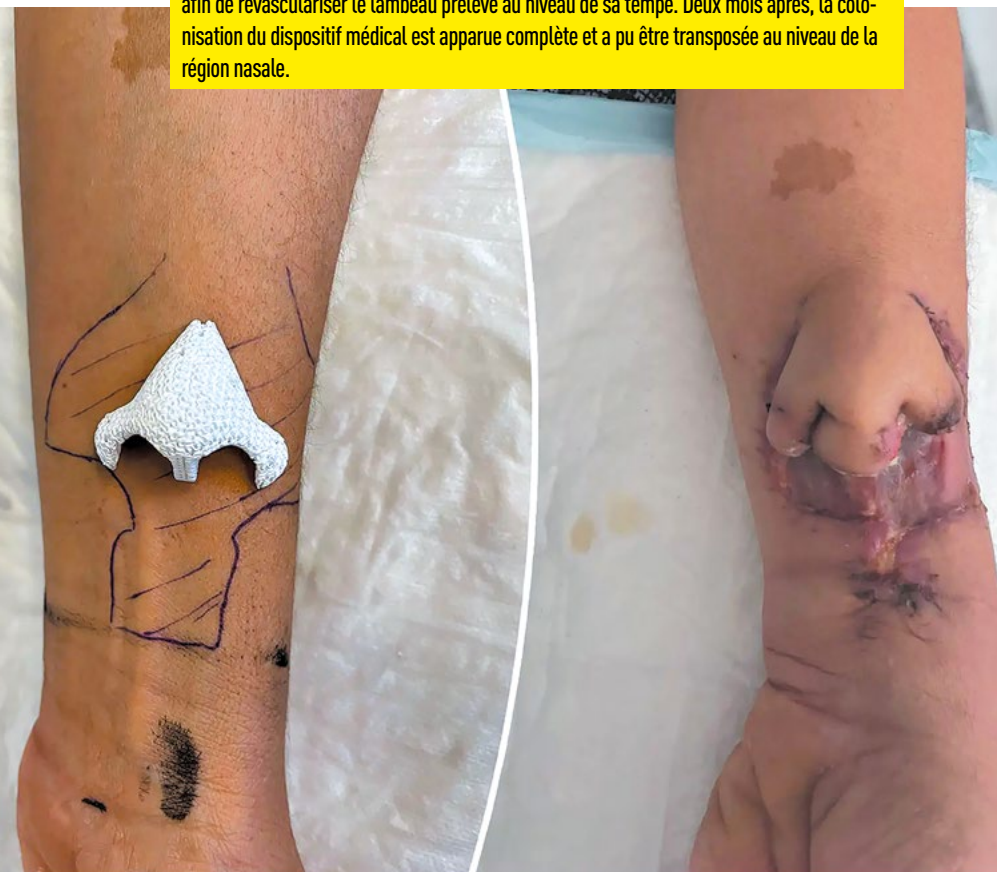 afin de revasculariser le lambeau prélevé au niveau de sa tempe. Deux mois après, la colo-
nisation du dispositif médical est apparue complète et a pu être transposée au niveau de la
région nasale.